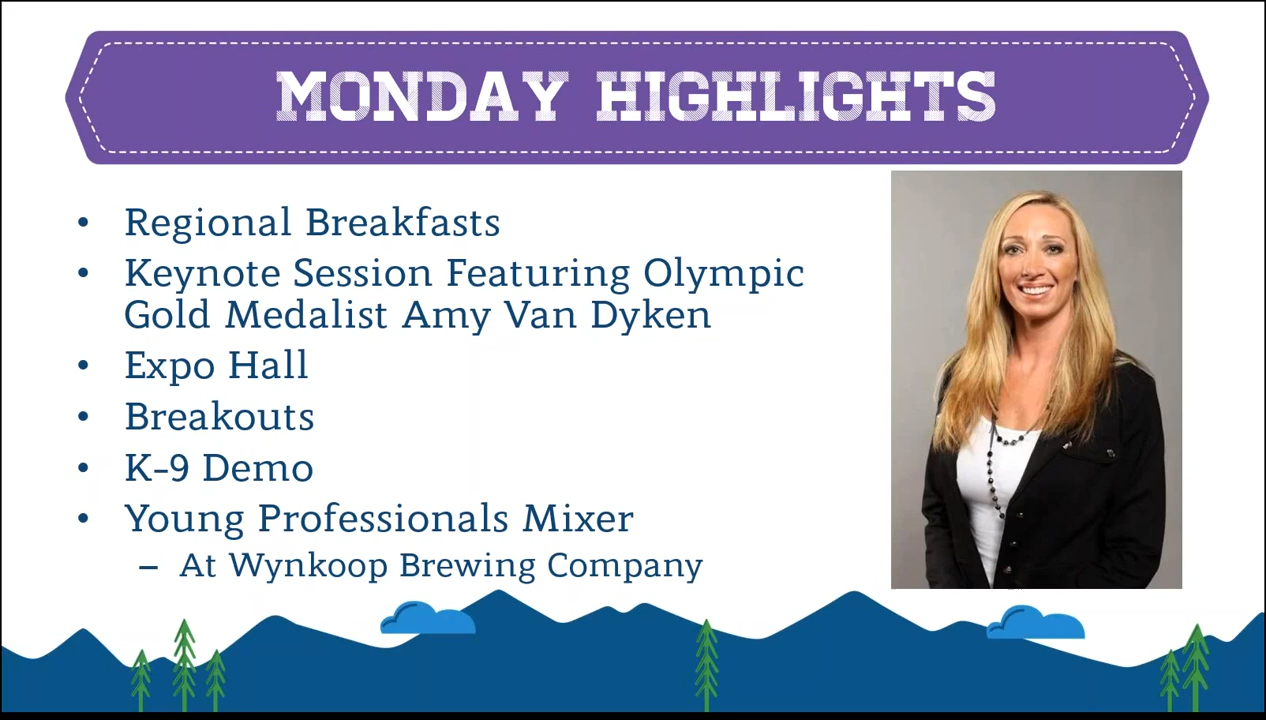 MONDAY HIGHLIGHTS
• Regional Breakfasts
• Keynote Session Featuring Olympic
Gold Medalist Amy Van Dyken
• Expo Hall
• Breakouts
• K-9 Demo
• Young Professionals Mixer
– At Wynkoop Brewing Company